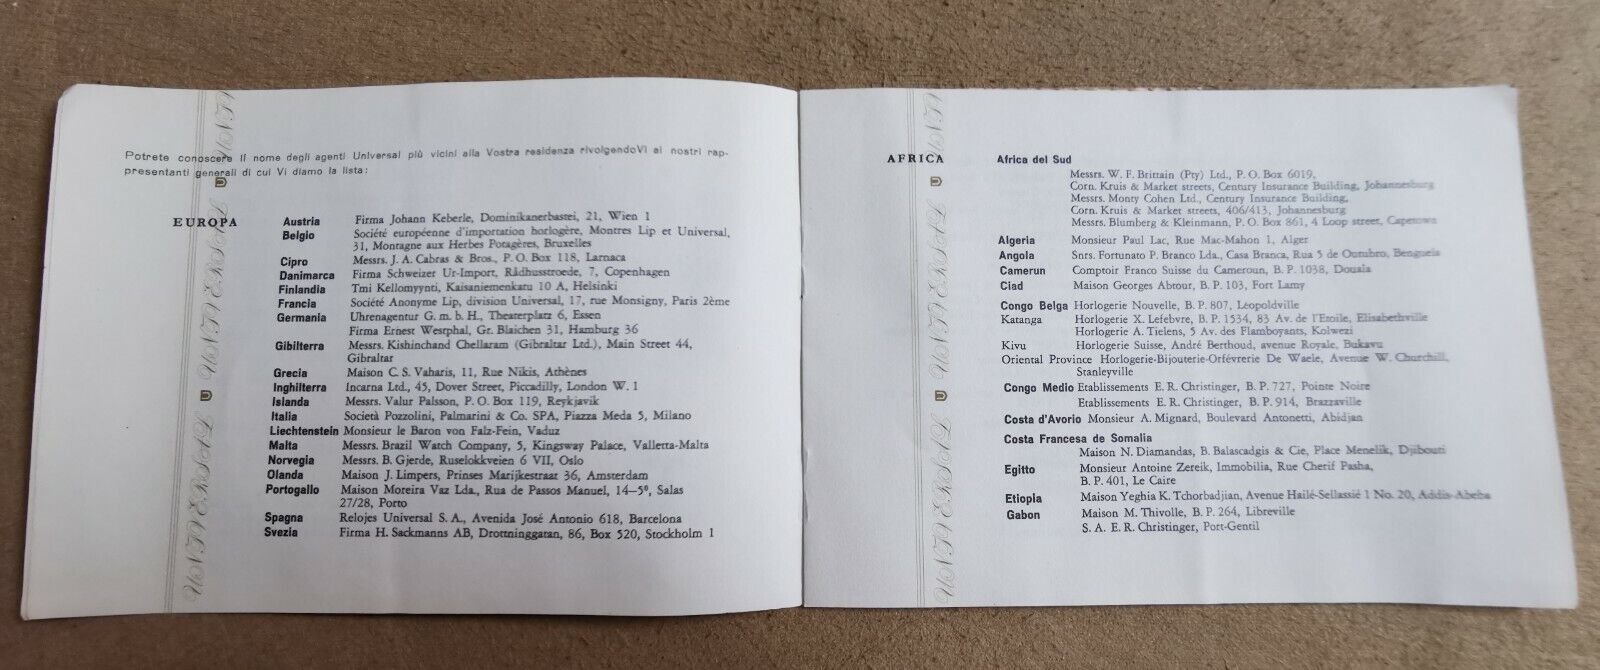 Potrete conoscere il nome degli agenti Universal più vicini alla Vostra residenza rivolgendoVi ai nostri rap-
presentanti generali di cui Vi diamo la lista:
EUROPA
Austria Firma Johann Keberle, Dominikanerbastei, 21, Wien 1
Belgio Société européenne d'importation horlogère, Montres Lip et Universal,
31, Montagne aux Herbes Potagères, Bruxelles
Cipro Messrs. J. A. Cabras & Bros., P. O. Box 118, Larnaca
Danimarca Firma Schweizer Ur-Import, Rådhusstroede, 7, Copenhagen
Finlandia Tmi Kellomyynti, Kaisaniemenkatu 10 A, Helsinki
Francia Société Anonyme Lip, division Universal, 17, rue Monsigny, Paris 2ème
Germania Uhrenagentur G. m. b. H., Theaterplatz 6, Essen
Firma Ernest Westphal, Gr. Blaichen 31, Hamburg 36
Gibilterra Messrs. Kishinchand Chellaram (Gibraltar Ltd.), Main Street 44,
Gibraltar
Grecia Maison C. S. Vaharis, 11, Rue Nikis, Athènes
Inghilterra Incarna Ltd., 45, Dover Street, Piccadilly, London W. 1
Islanda Messrs. Valur Palsson, P. O. Box 119, Reykjavik
Italia Società Pozzolini, Palmarini & Co. SPA, Piazza Meda 5, Milano
Liechtenstein Monsieur le Baron von Falz-Fein, Vaduz
Malta Messrs. Brazil Watch Company, 5, Kingsway Palace, Valletta-Malta
Norvegia Messrs. B. Gjerde, Ruselokkveien 6 VII, Oslo
Olanda Maison J. Limpers, Prinses Marijkestraat 36, Amsterdam
Portogallo Maison Moreira Vaz Lda., Rua de Passos Manuel, 14–5º, Salas
27/28, Porto
Spagna Relojes Universal S. A., Avenida José Antonio 618, Barcelona
Svezia Firma H. Sackmanns AB, Drottninggatan, 86, Box 520, Stockholm 1
UNIVERSAL U UNIVERSAL U UNI
AFRICA
Africa del Sud
Messrs. W. F. Brittain (Pty) Ltd., P. O. Box 6019,
Corn. Kruis & Market streets, Century Insurance Building, Johannesburg
Messrs. Monty Cohen Ltd., Century Insurance Building,
Corn. Kruis & Market streets, 406/413, Johannesburg
Messrs. Blumberg & Kleinmann, P. O. Box 861, 4 Loop street, Capetown
Algeria Monsieur Paul Lac, Rue Mac-Mahon 1, Alger
Angola Snrs. Fortunato P. Branco Lda., Casa Branca, Rua 5 de Outubro, Benguela
Camerun Comptoir Franco Suisse du Cameroun, B. P. 1038, Douala
Ciad Maison Georges Abtour, B. P. 103, Fort Lamy
Congo Belga Horlogerie Nouvelle, B. P. 807, Léopoldville
Katanga Horlogerie X. Lefebvre, B. P. 1534, 83 Av. de l'Etoile, Elisabethville
Horlogerie A. Tielens, 5 Av. des Flamboyants, Kolwezi
Kivu Horlogerie Suisse, André Berthoud, avenue Royale, Bukavu
Oriental Province Horlogerie-Bijouterie-Orfévrerie De Waele, Avenue W. Churchill,
Stanleyville
Congo Medio Etablissements E. R. Christinger, B. P. 727, Pointe Noire
Etablissements E. R. Christinger, B. P. 914, Brazzaville
Costa d'Avorio Monsieur A. Mignard, Boulevard Antonetti, Abidjan
Costa Francesa de Somalia
Maison N. Diamandas, B. Balascadgis & Cie, Place Menelik, Djibouti
Egitto Monsieur Antoine Zereik, Immobilia, Rue Cherif Pasha,
B. P. 401, Le Caire
Etiopia Maison Yeghia K. Tchorbadjian, Avenue Hailé-Sellassié 1 No. 20, Addis-Abeba
Gabon Maison M. Thivolle, B. P. 264, Libreville
S. A. E. R. Christinger, Port-Gentil
UNIVERSAL U UNIVERSAL U UNI